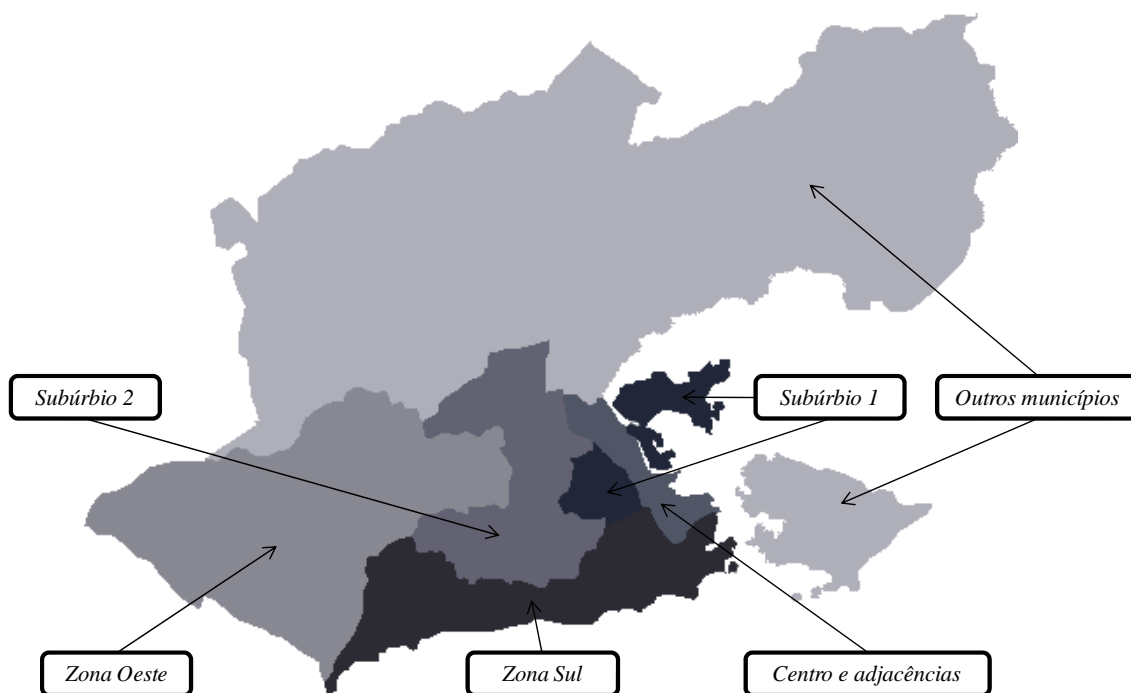 Subúrbio 2
Subúrbio 1
Outros municípios
Zona Oeste
Zona Sul
Centro e adjacências